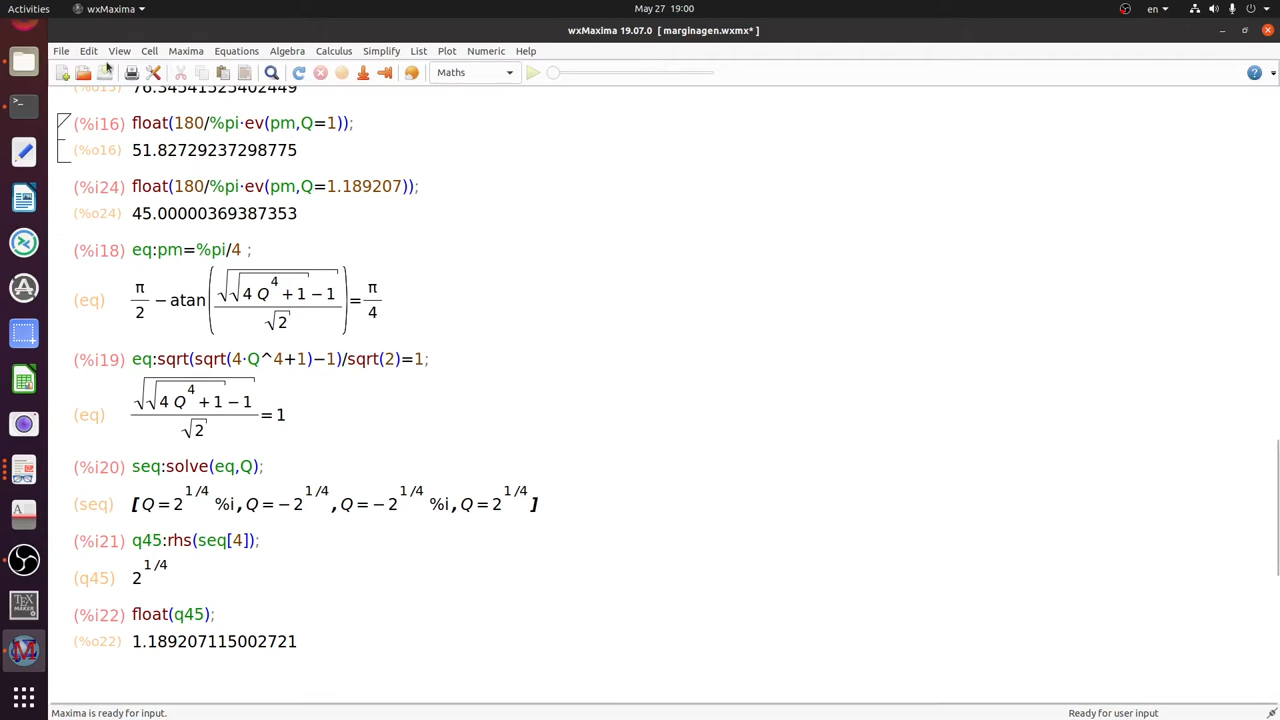 Activities wxMaxima May 27 19:00 en
wxMaxima 19.07.0 [ marginagen.wxmx* ]
File Edit View Cell Maxima Equations Algebra Calculus Simplify List Plot Numeric Help
Maths
(%o15) 76.34541525402449
(%i16) float(180/%pi·ev(pm,Q=1));
(%o16) 51.82729237298775
(%i24) float(180/%pi·ev(pm,Q=1.189207));
(%o24) 45.00000369387353
(%i18) eq:pm=%pi/4 ;
(eq) π/2 − atan(√(√(4 Q^4 + 1) − 1)/√2) = π/4
(%i19) eq:sqrt(sqrt(4·Q^4+1)−1)/sqrt(2)=1;
(eq) √(√(4 Q^4 + 1) − 1)/√2 = 1
(%i20) seq:solve(eq,Q);
(seq) [Q = 2^1/4 %i, Q = − 2^1/4, Q = − 2^1/4 %i, Q = 2^1/4]
(%i21) q45:rhs(seq[4]);
(q45) 2^1/4
(%i22) float(q45);
(%o22) 1.189207115002721
Maxima is ready for input. Ready for user input
TEX
MAKER